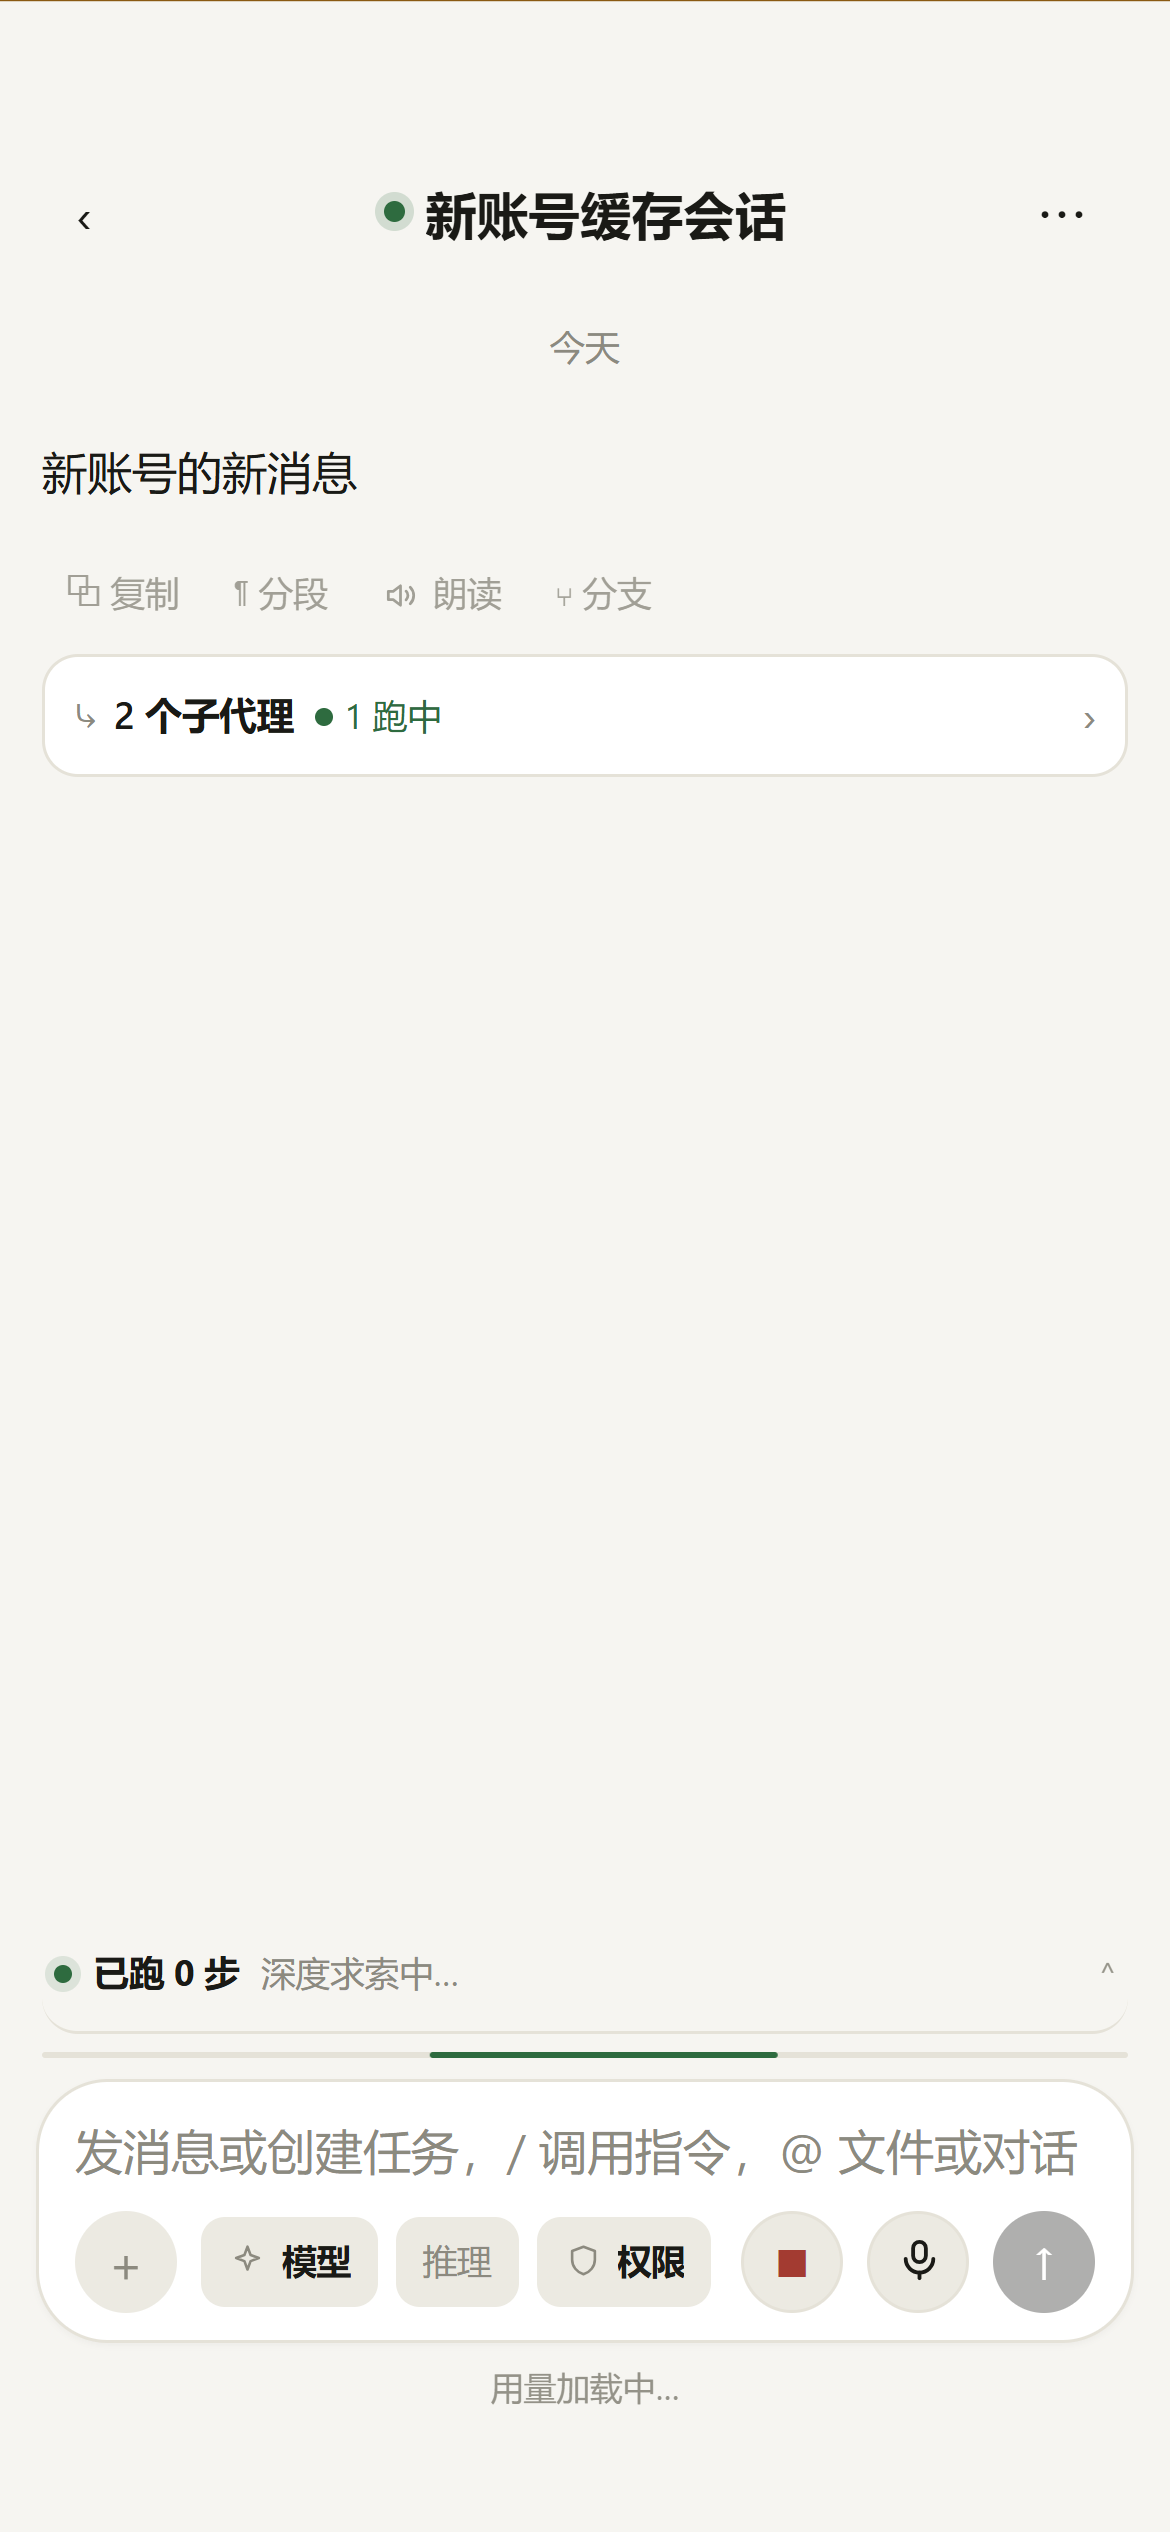 新账号缓存会话
今天
新账号的新消息
复制 ¶ 分段 朗读 分支
2 个子代理 1 跑中
已跑 0 步 深度求索中...
发消息或创建任务，/ 调用指令，@ 文件或对话
+ 模型 推理 权限
用量加载中...